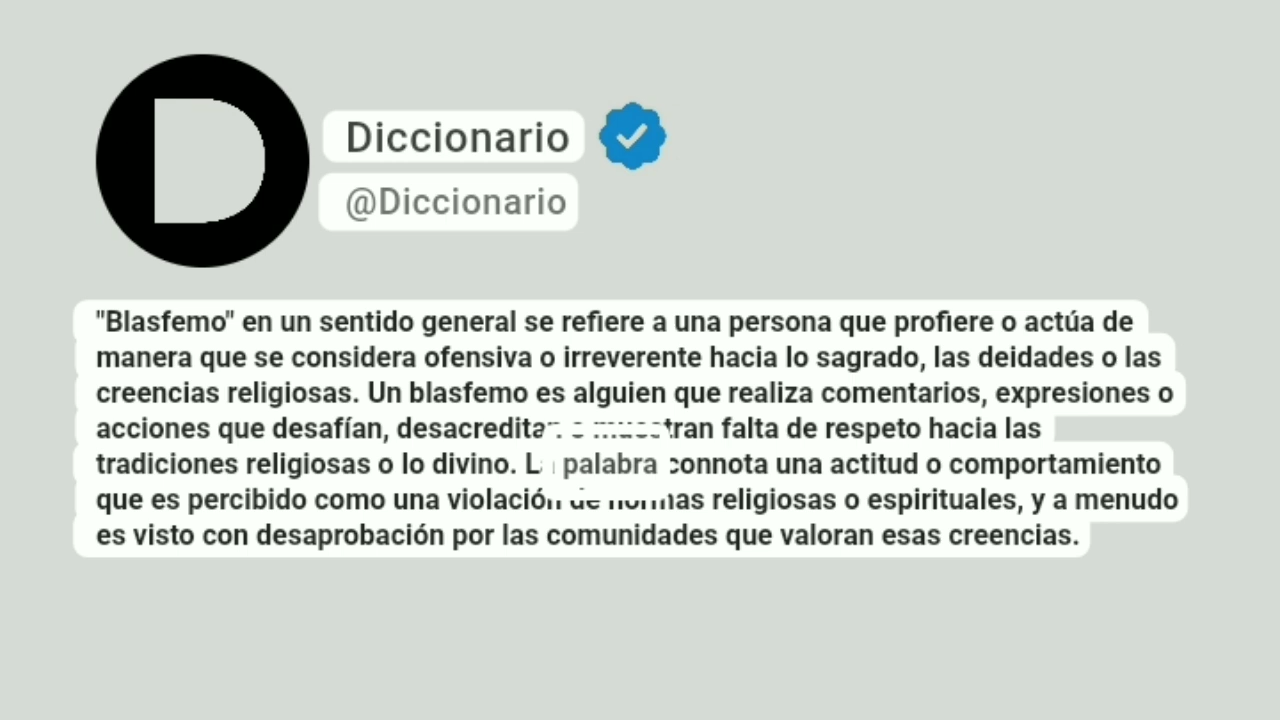 Diccionario
@Diccionario
"Blasfemo" en un sentido general se refiere a una persona que profiere o actúa de
manera que se considera ofensiva o irreverente hacia lo sagrado, las deidades o las
creencias religiosas. Un blasfemo es alguien que realiza comentarios, expresiones o
acciones que desafían, desacreditan o muestran falta de respeto hacia las
tradiciones religiosas o lo divino. La palabra connota una actitud o comportamiento
que es percibido como una violación de normas religiosas o espirituales, y a menudo
es visto con desaprobación por las comunidades que valoran esas creencias.